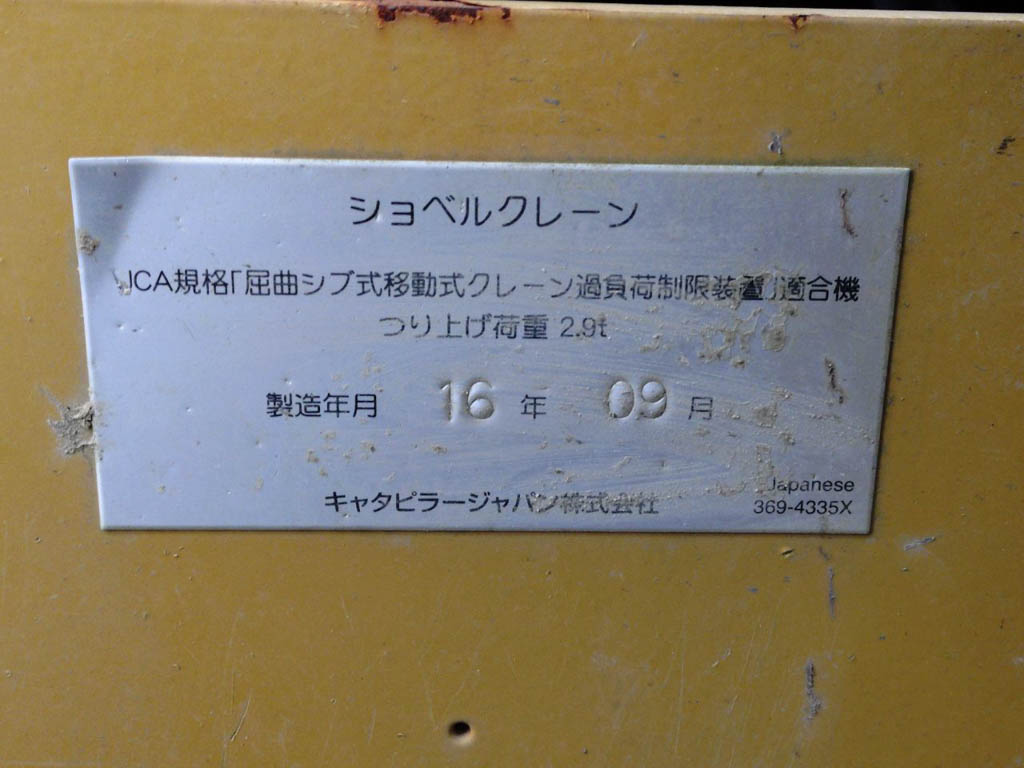 ショベルクレーン
JCA規格「屈曲ジブ式移動式クレーン過負荷制限装置」適合機
つり上げ荷重 2.9t
製造年月 16 年 09 月
キャタピラージャパン株式会社
Japanese
369-4335X